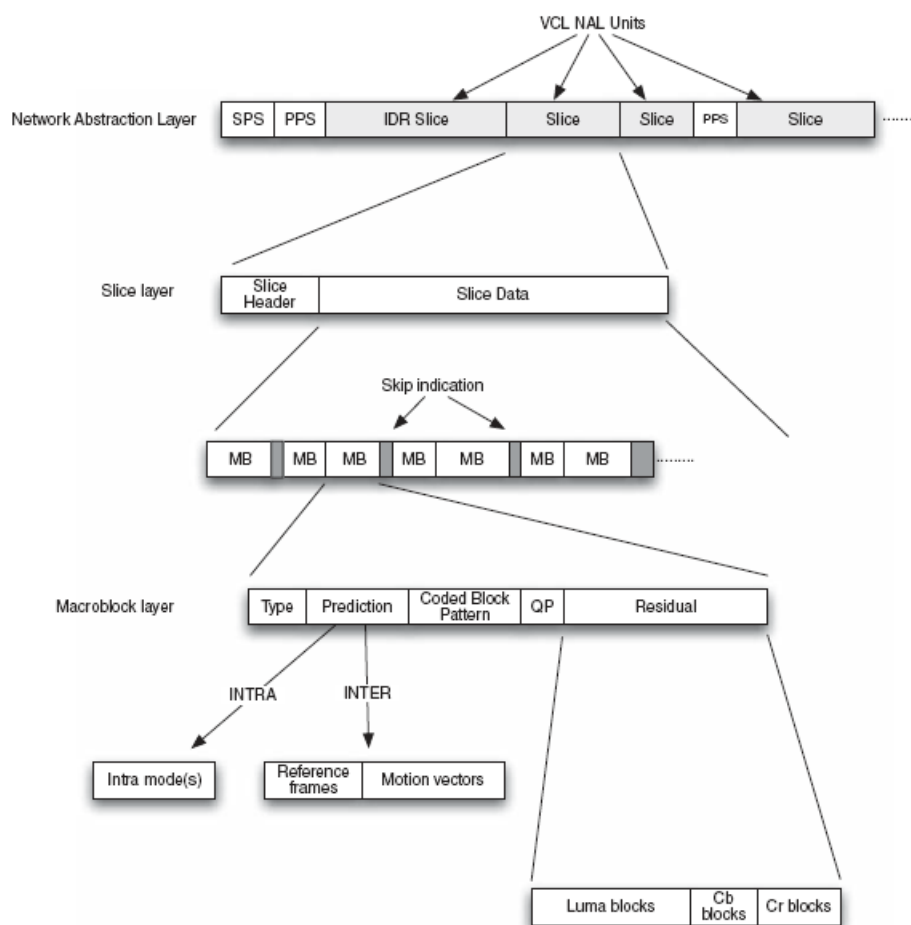 VCL NAL Units
Network Abstraction Layer
SPS PPS IDR Slice Slice Slice PPS Slice
Slice layer
Slice
Header
Slice Data
Skip indication
MB MB MB MB MB MB MB
Macroblock layer
Type Prediction
Coded Block
Pattern
QP Residual
INTRA INTER
Intra mode(s)
Reference
frames
Motion vectors
Luma blocks
Cb
blocks
Cr blocks